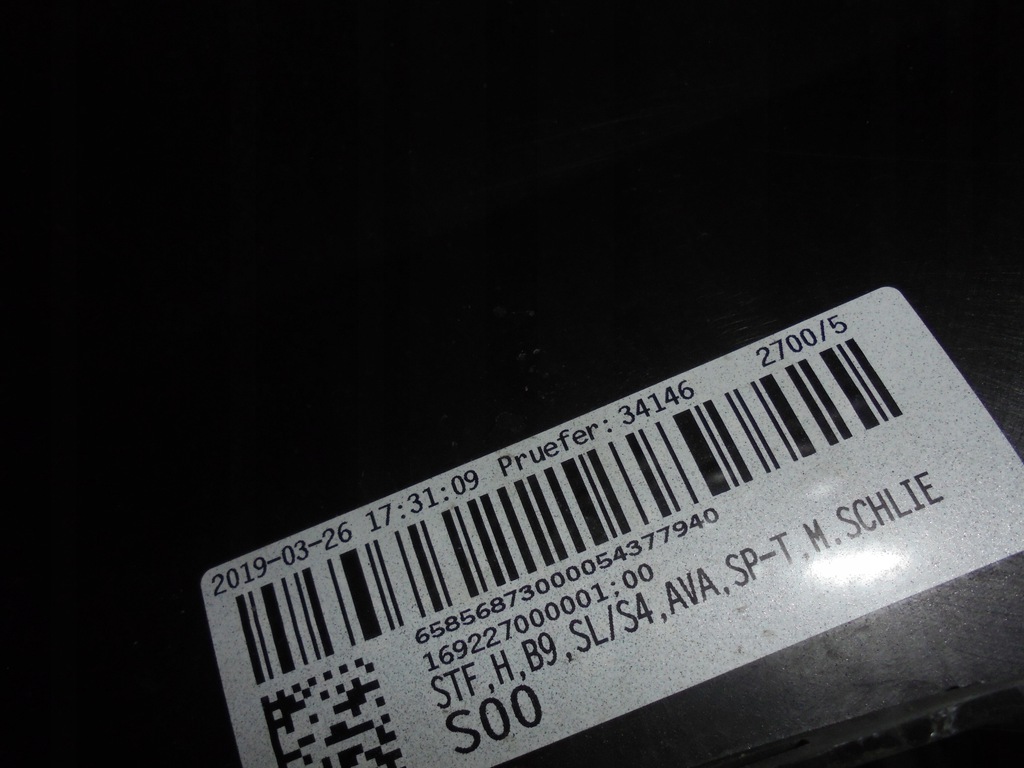 2019-03-26 17:31:09 Pruefer: 34146 2700/5
65856873000054377940
169227000001:00
STF,H,B9,SL/S4,AVA,SP-T,M.SCHLIE
S00